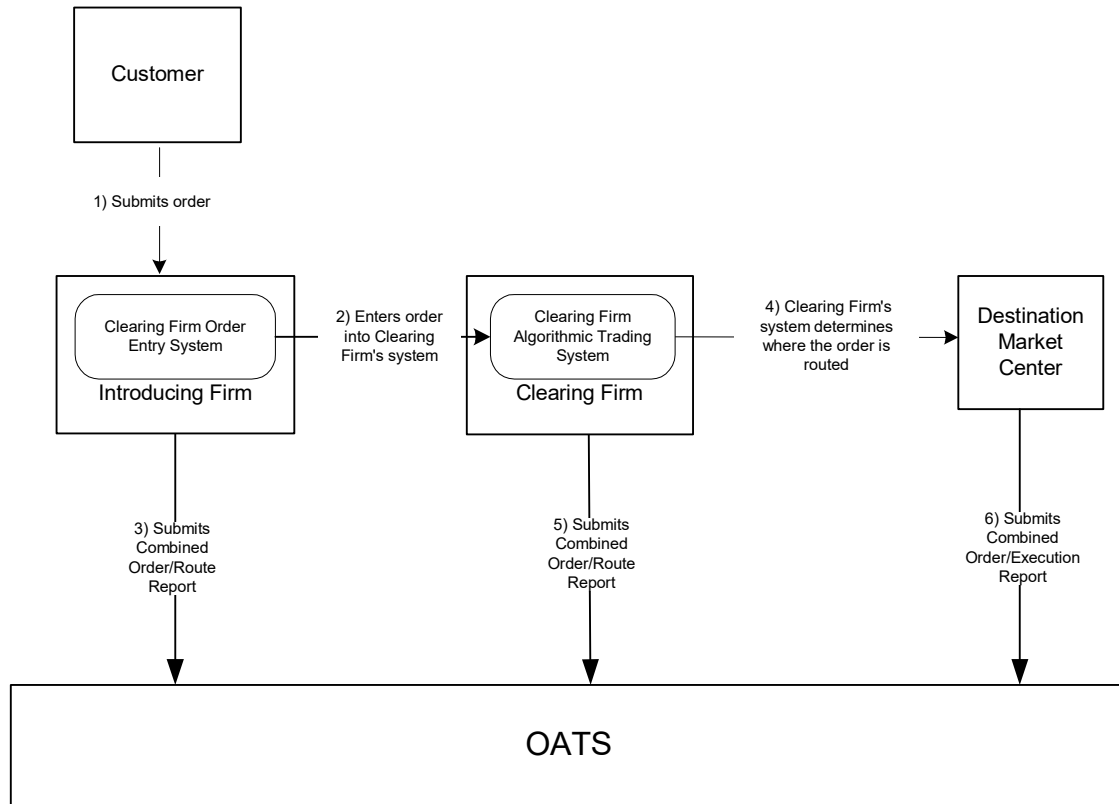 Customer
1) Submits order
Clearing Firm Order
Entry System
Introducing Firm
2) Enters order
into Clearing
Firm's system
Clearing Firm
Algorithmic Trading
System
Clearing Firm
4) Clearing Firm's
system determines
where the order is
routed
Destination
Market
Center
3) Submits
Combined
Order/Route
Report
5) Submits
Combined
Order/Route
Report
6) Submits
Combined
Order/Execution
Report
OATS